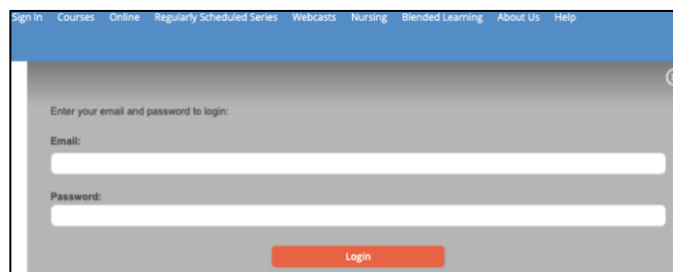 Sign In Courses Online Regularly Scheduled Series Webcasts Nursing Blended Learning About Us Help
Enter your email and password to login:
Email:
Password:
Login